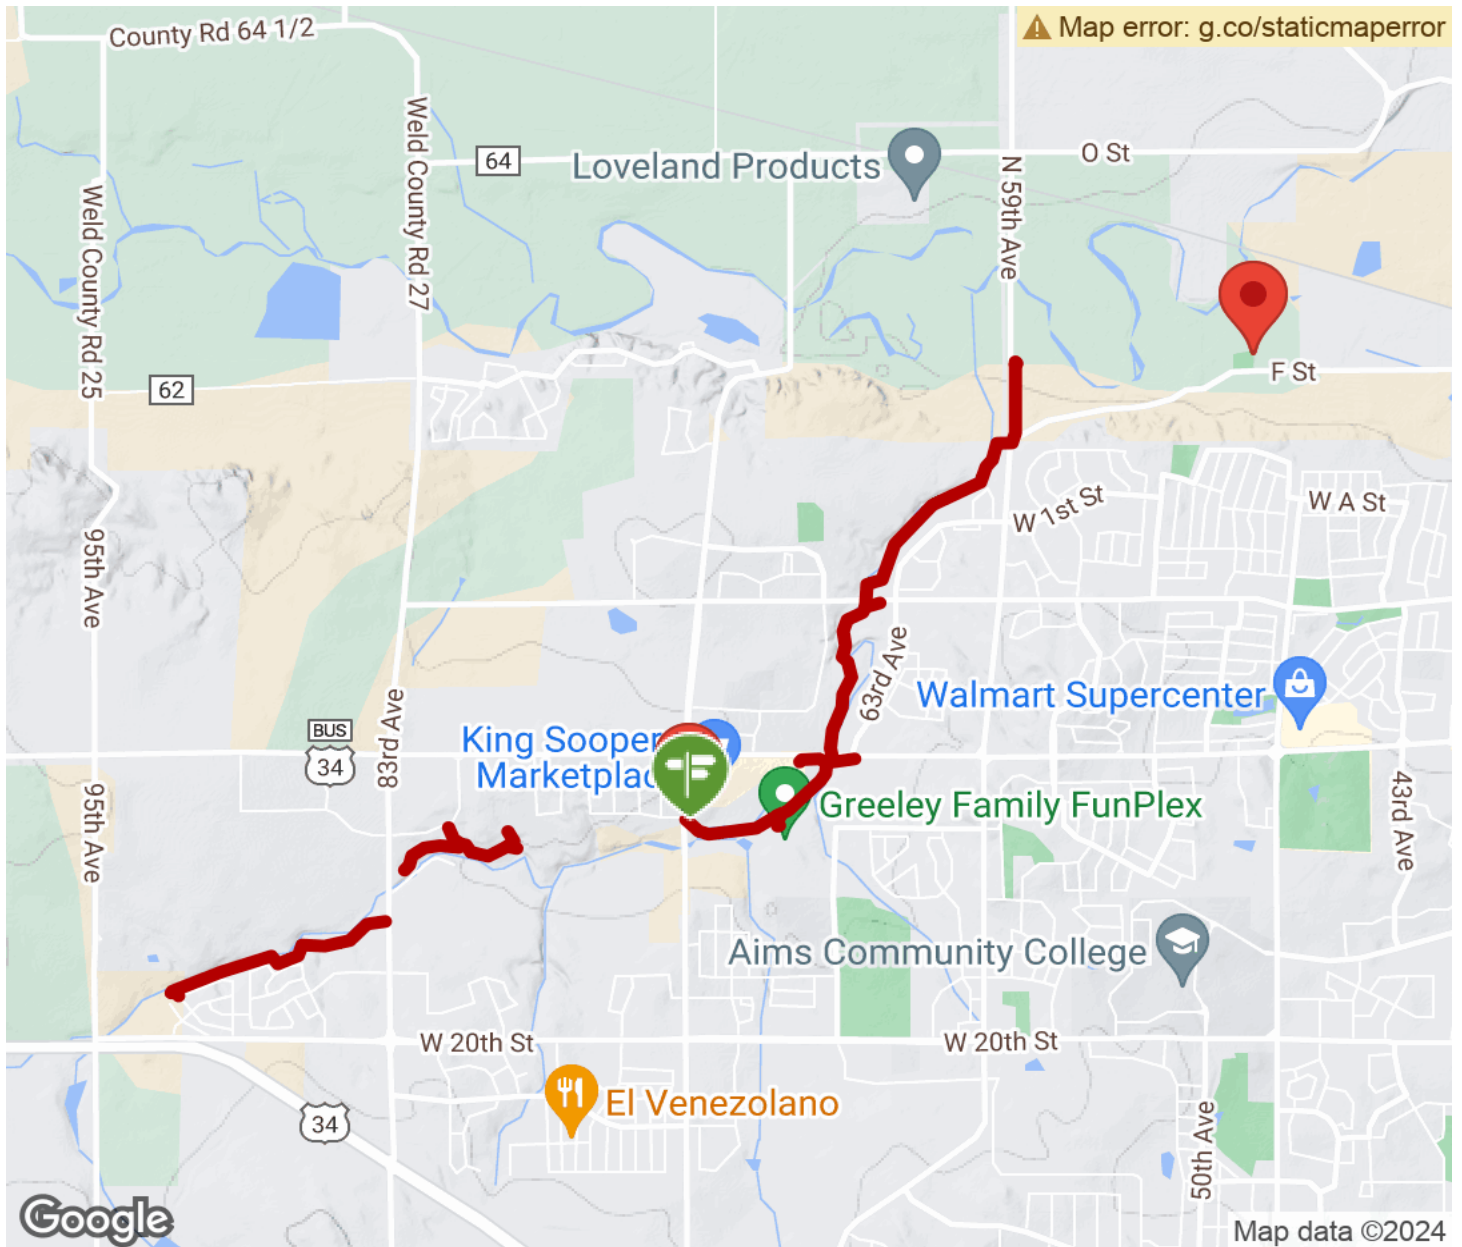 County Rd 64 1/2
Map error: g.co/staticmaperror
Weld County Rd 27
64
Loveland Products
O St
N 59th Ave
Weld County Rd 25
62
F St
W A St
W 1st St
95th Ave
63rd Ave
83rd Ave
BUS
34
King Sooper
Marketplac
Walmart Supercenter
Greeley Family FunPlex
43rd Ave
95th Ave
Aims Community College
W 20th St
W 20th St
El Venezolano
34
50th Ave
Google
Map data ©2024